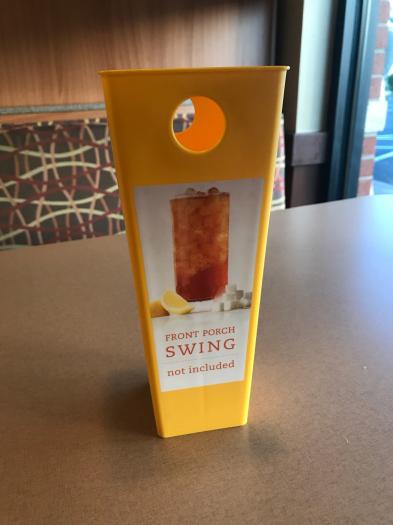 FRONT PORCH
SWING
not included